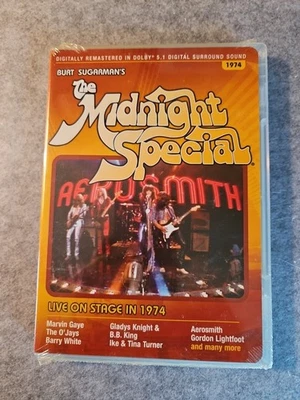 DIGITALLY REMASTERED IN DOLBY® 5.1 DIGITAL SURROUND SOUND
1974
BURT SUGARMAN'S
The
Midnight
Special®
AEROSMITH
LIVE ON STAGE IN 1974
Marvin Gaye
The O'Jays
Barry White
Gladys Knight &
B.B. King
Ike & Tina Turner
Aerosmith
Gordon Lightfoot
and many more